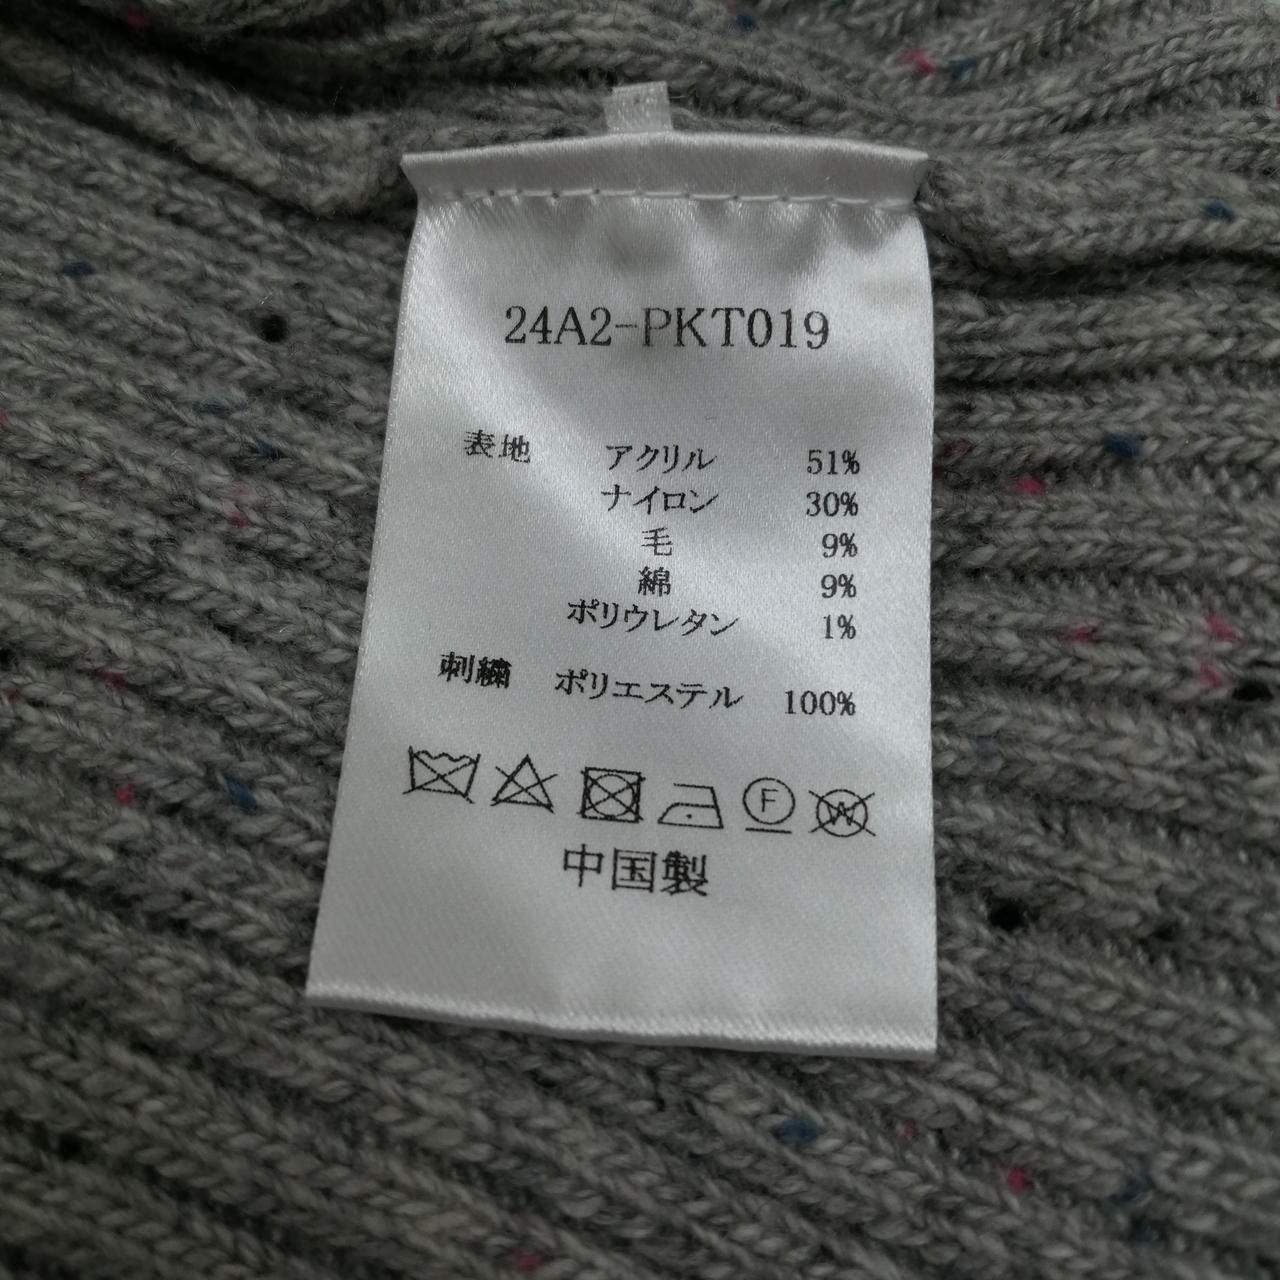 24A2-PKT019
表地 アクリル 51%
ナイロン 30%
毛 9%
綿 9%
ポリウレタン 1%
刺繍 ポリエステル 100%
F W
中国製